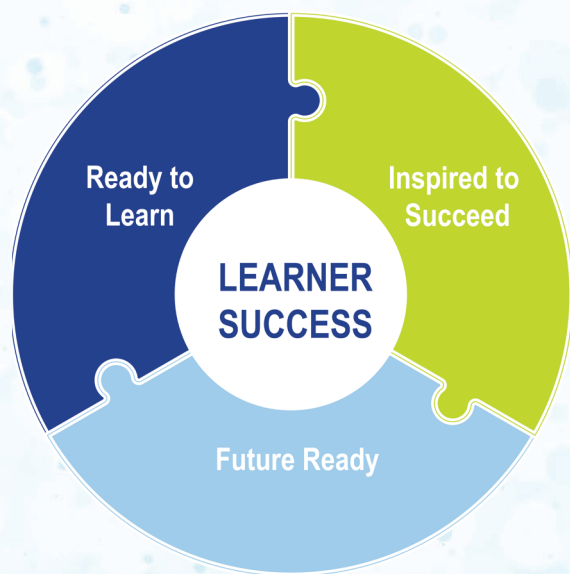 Ready to
Learn
Inspired to
Succeed
LEARNER
SUCCESS
Future Ready